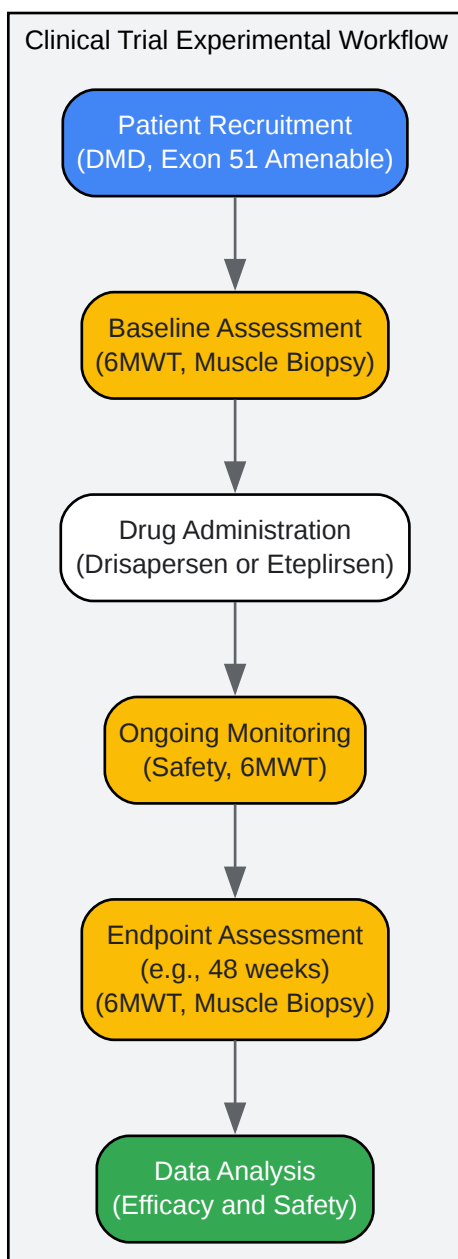 Clinical Trial Experimental Workflow
Patient Recruitment
(DMD, Exon 51 Amenable)
Baseline Assessment
(6MWT, Muscle Biopsy)
Drug Administration
(Drisapersen or Eteplirsen)
Ongoing Monitoring
(Safety, 6MWT)
Endpoint Assessment
(e.g., 48 weeks)
(6MWT, Muscle Biopsy)
Data Analysis
(Efficacy and Safety)